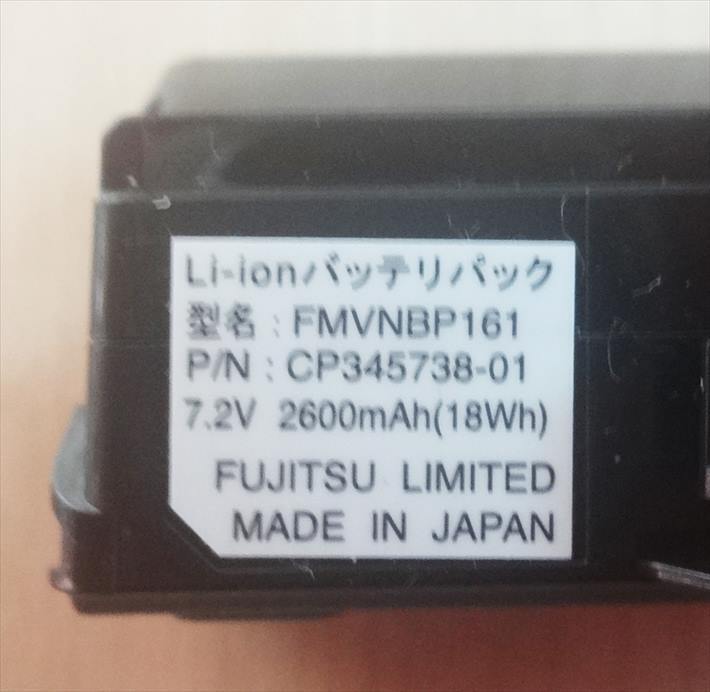 Li-ionバッテリパック
型名：FMVNBP161
P/N：CP345738-01
7.2V 2600mAh(18Wh)
FUJITSU LIMITED
MADE IN JAPAN